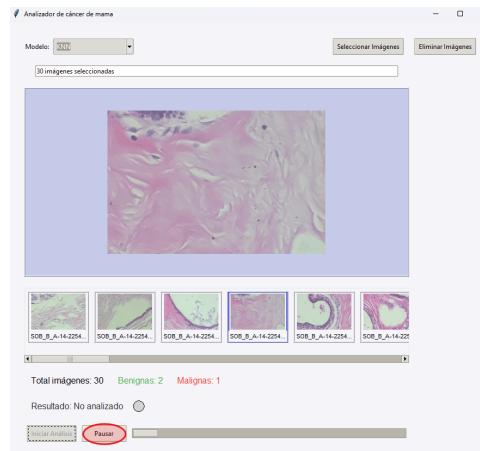 Analizador de cáncer de mama
Modelo: KNN
Seleccionar Imágenes
Eliminar Imágenes
30 imágenes seleccionadas
SOB_B_A-14-2254...
SOB_B_A-14-2254...
SOB_B_A-14-2254...
SOB_B_A-14-2254...
SOB_B_A-14-2254...
SOB_B_A-14-225
Total imágenes: 30
Benignas: 2
Malignas: 1
Resultado: No analizado
Iniciar Análisis
Pausar